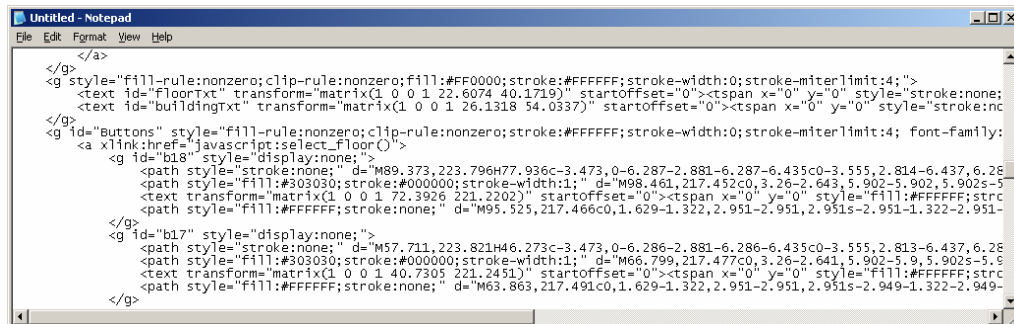 Untitled - Notepad
File Edit Format View Help
</a>
</g>
<g style="fill-rule:nonzero;clip-rule:nonzero;fill:#FF0000;stroke:#FFFFFF;stroke-width:0;stroke-miterlimit:4;">
<text id="floorTxt" transform="matrix(1 0 0 1 22.6074 40.1719)" startOffset="0"><tspan x="0" y="0" style="stroke:none;
<text id="buildingTxt" transform="matrix(1 0 0 1 26.1318 54.0337)" startOffset="0"><tspan x="0" y="0" style="stroke:nc
</g>
<g id="Buttons" style="fill-rule:nonzero;clip-rule:nonzero;stroke:#FFFFFF;stroke-width:0;stroke-miterlimit:4; font-family:
<a xlink:href="javascript:select_floor()">
<g id="b18" style="display:none;">
<path style="stroke:none;" d="M89.373,223.796H77.936c-3.473,0-6.287-2.881-6.287-6.435c0-3.555,2.814-6.437,6.28
<path style="fill:#303030;stroke:#000000;stroke-width:1;" d="M98.461,217.452c0,3.26-2.643,5.902-5.902,5.902s-5
<text transform="matrix(1 0 0 1 72.3926 221.2202)" startOffset="0"><tspan x="0" y="0" style="fill:#FFFFFF;strc
<path style="fill:#FFFFFF;stroke:none;" d="M95.525,217.466c0,1.629-1.322,2.951-2.951,2.951s-2.951-1.322-2.951-
</g>
<g id="b17" style="display:none;">
<path style="stroke:none;" d="M57.711,223.821H46.273c-3.473,0-6.286-2.881-6.286-6.435c0-3.555,2.813-6.437,6.28
<path style="fill:#303030;stroke:#000000;stroke-width:1;" d="M66.799,217.477c0,3.26-2.641,5.902-5.9,5.902s-5.9
<text transform="matrix(1 0 0 1 40.7305 221.2451)" startOffset="0"><tspan x="0" y="0" style="fill:#FFFFFF;strc
<path style="fill:#FFFFFF;stroke:none;" d="M63.863,217.491c0,1.629-1.322,2.951-2.951,2.951s-2.949-1.322-2.949-
</g>